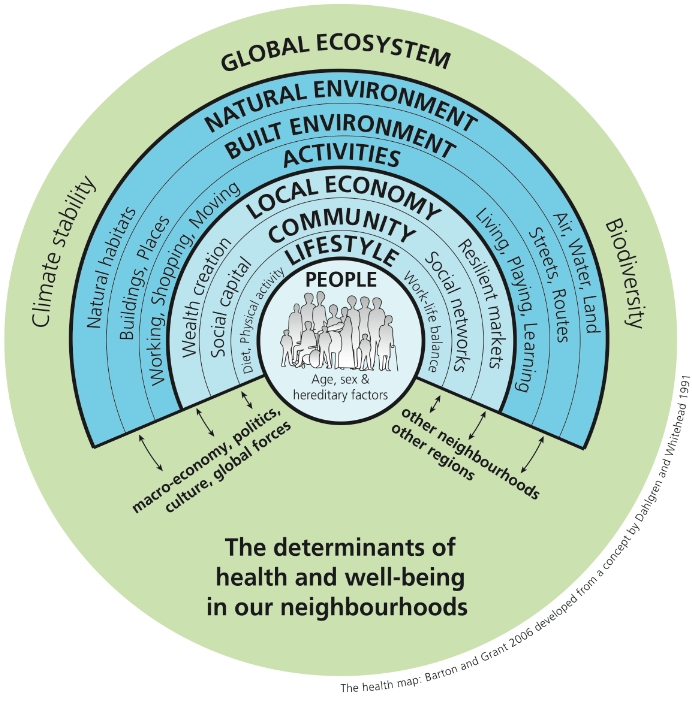 GLOBAL ECOSYSTEM
Climate stability
Biodiversity
NATURAL ENVIRONMENT
Natural habitats
Air, Water, Land
BUILT ENVIRONMENT
Buildings, Places
Streets, Routes
ACTIVITIES
Working, Shopping, Moving
Living, Playing, Learning
LOCAL ECONOMY
Wealth creation
Resilient markets
COMMUNITY
Social capital
Social networks
LIFESTYLE
Diet, Physical activity
Work-life balance
PEOPLE
Age, sex &
hereditary factors
macro-economy, politics,
culture, global forces
other neighbourhoods
other regions
The determinants of
health and well-being
in our neighbourhoods
The health map: Barton and Grant 2006 developed from a concept by Dahlgren and Whitehead 1991